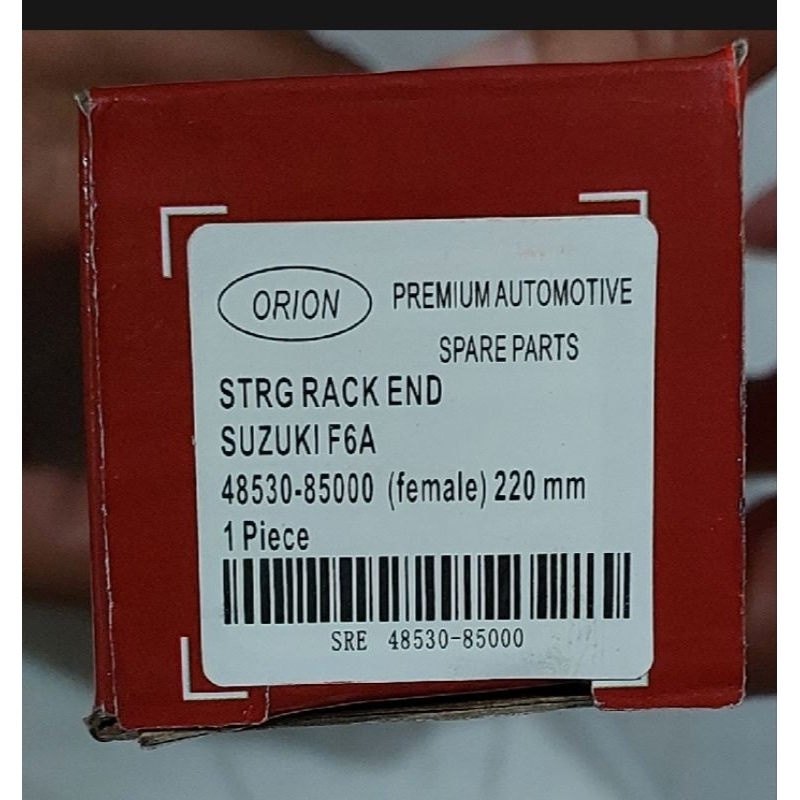 ORION PREMIUM AUTOMOTIVE
SPARE PARTS
STRG RACK END
SUZUKI F6A
48530-85000 (female) 220 mm
1 Piece
SRE 48530-85000